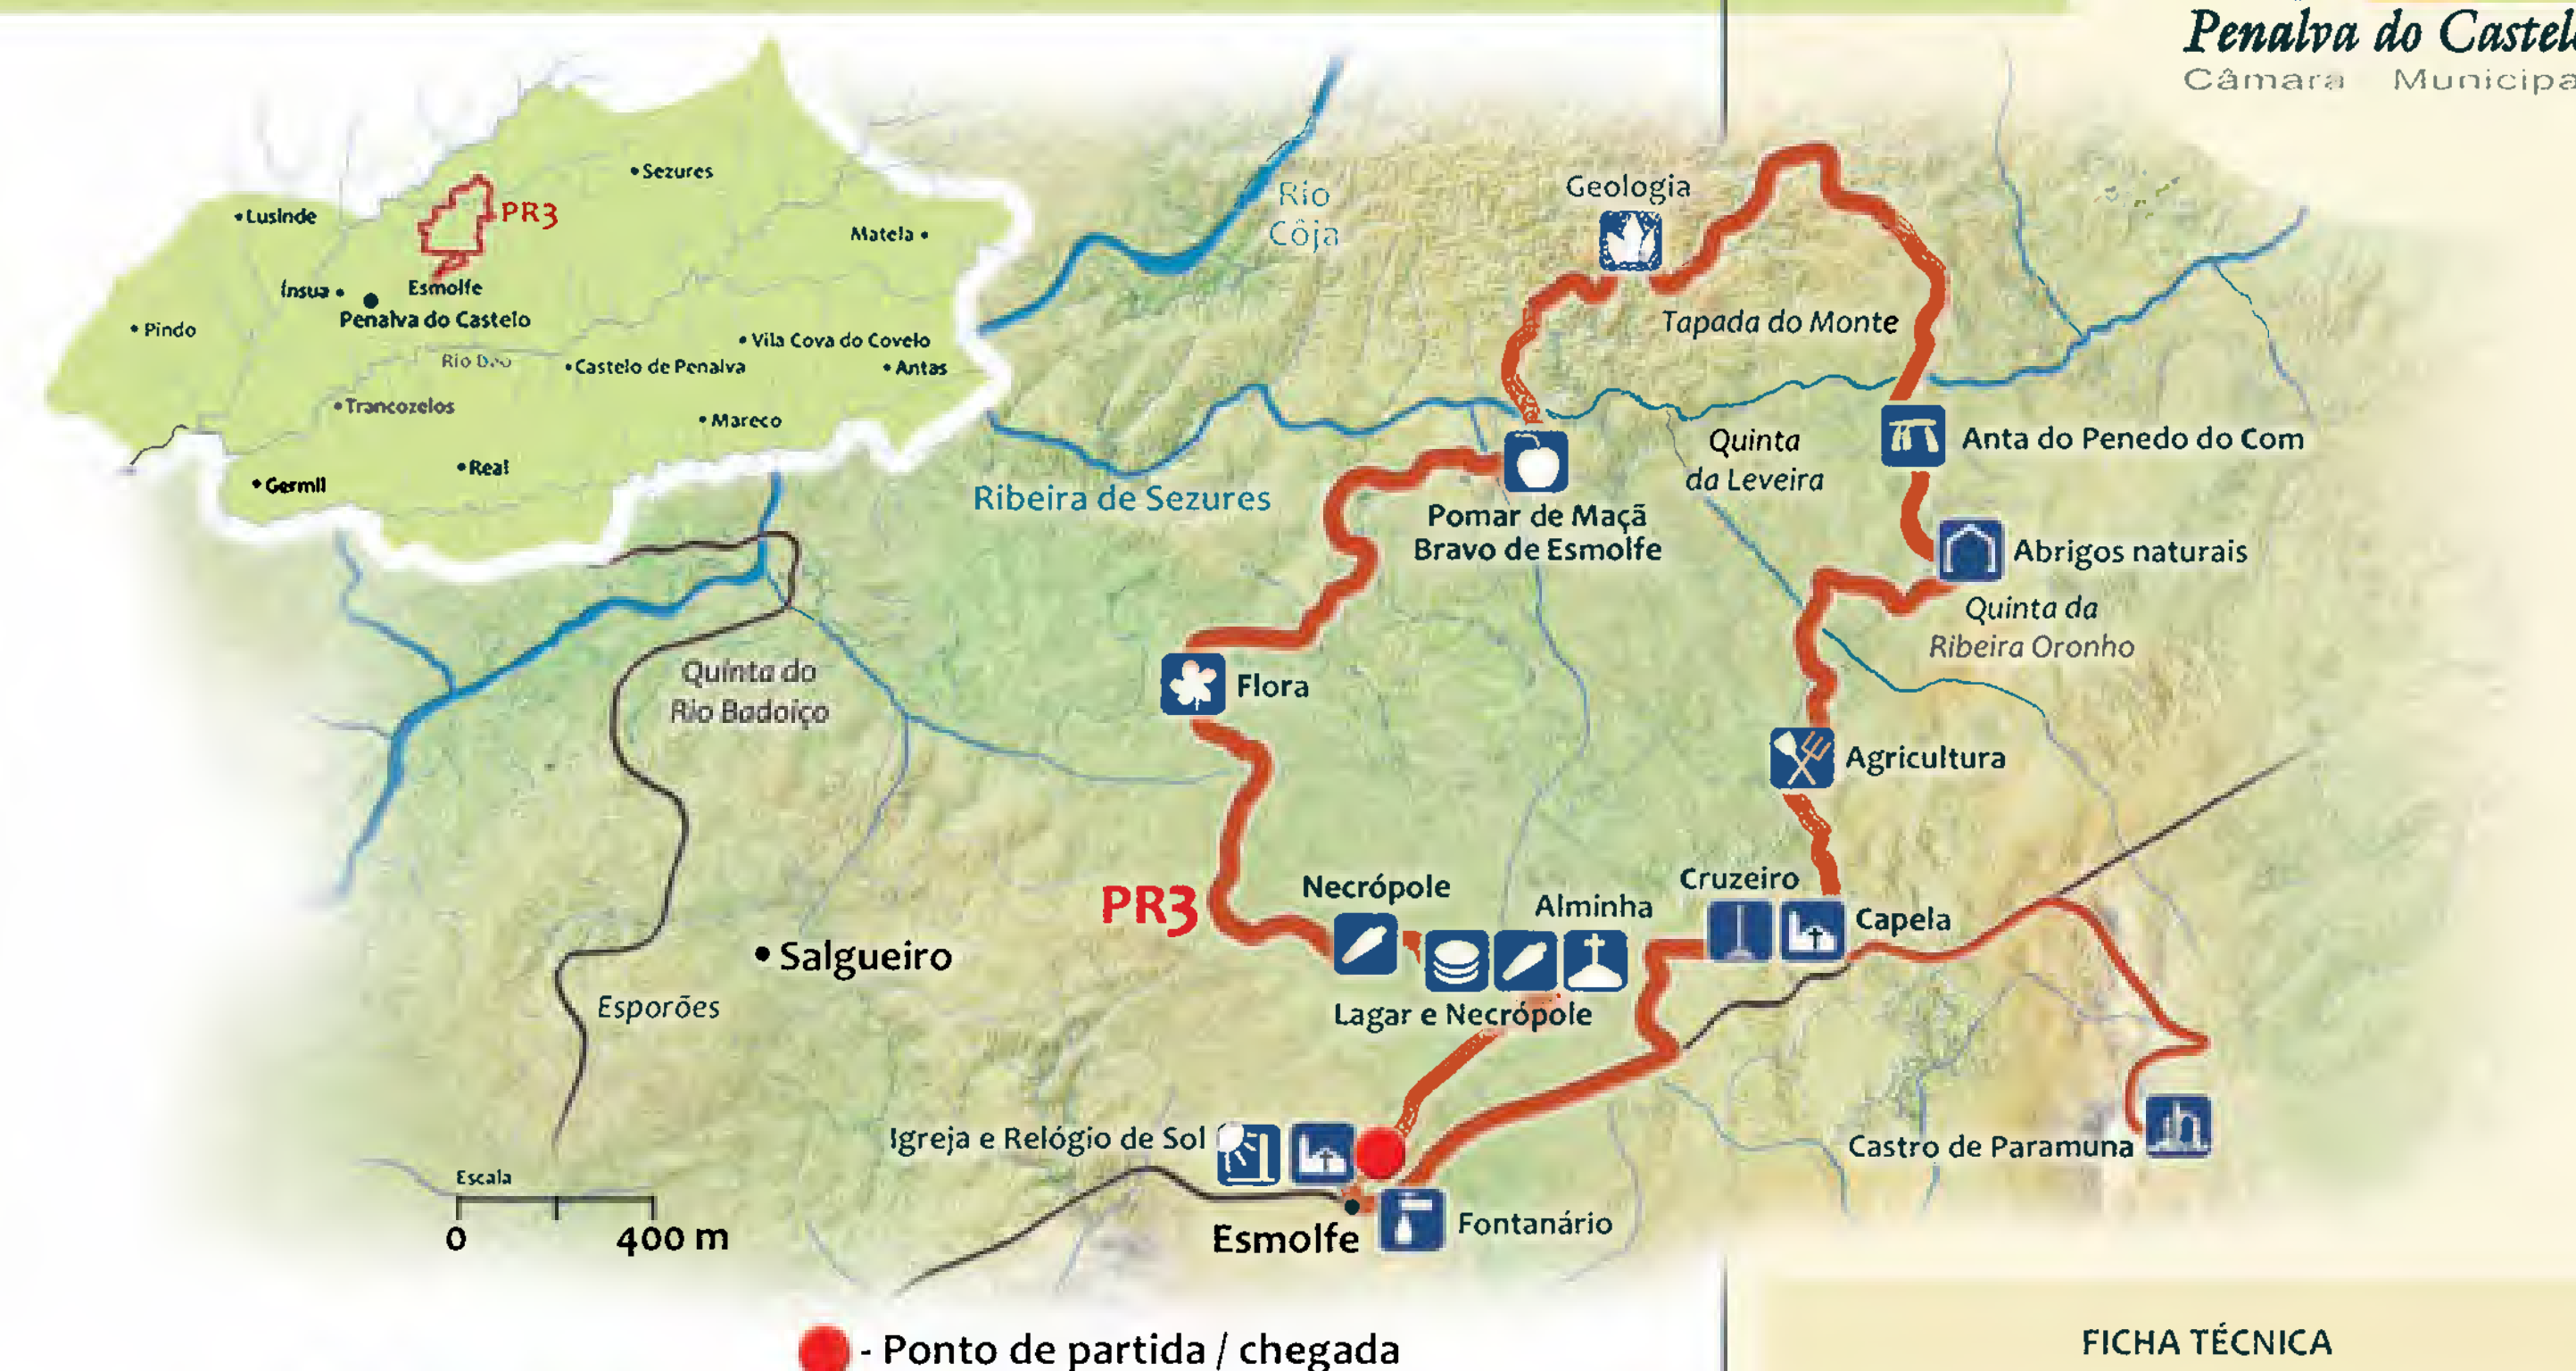 Penalva do Castel
Câmara Municipa
Sezures
PR3
Lusinde
Matela
Ínsua
Esmolfe
Penalva do Castelo
Pindo
Vila Cova do Covelo
Rio
Castelo de Penalva
Antas
Trancozelos
Mareco
Real
Germil
Rio
Côja
Geologia
Tapada do Monte
Quinta
da Leveira
Anta do Penedo do Com
Ribeira de Sezures
Pomar de Maçã
Bravo de Esmolfe
Abrigos naturais
Quinta da
Ribeira Oronho
Quinta do
Rio Badoiço
Flora
Agricultura
PR3
Necrópole
Alminha
Cruzeiro
Capela
Salgueiro
Esporões
Lagar e Necrópole
Igreja e Relógio de Sol
Castro de Paramuna
Escala
0 400 m
Esmolfe
Fontanário
- Ponto de partida / chegada
FICHA TÉCNICA